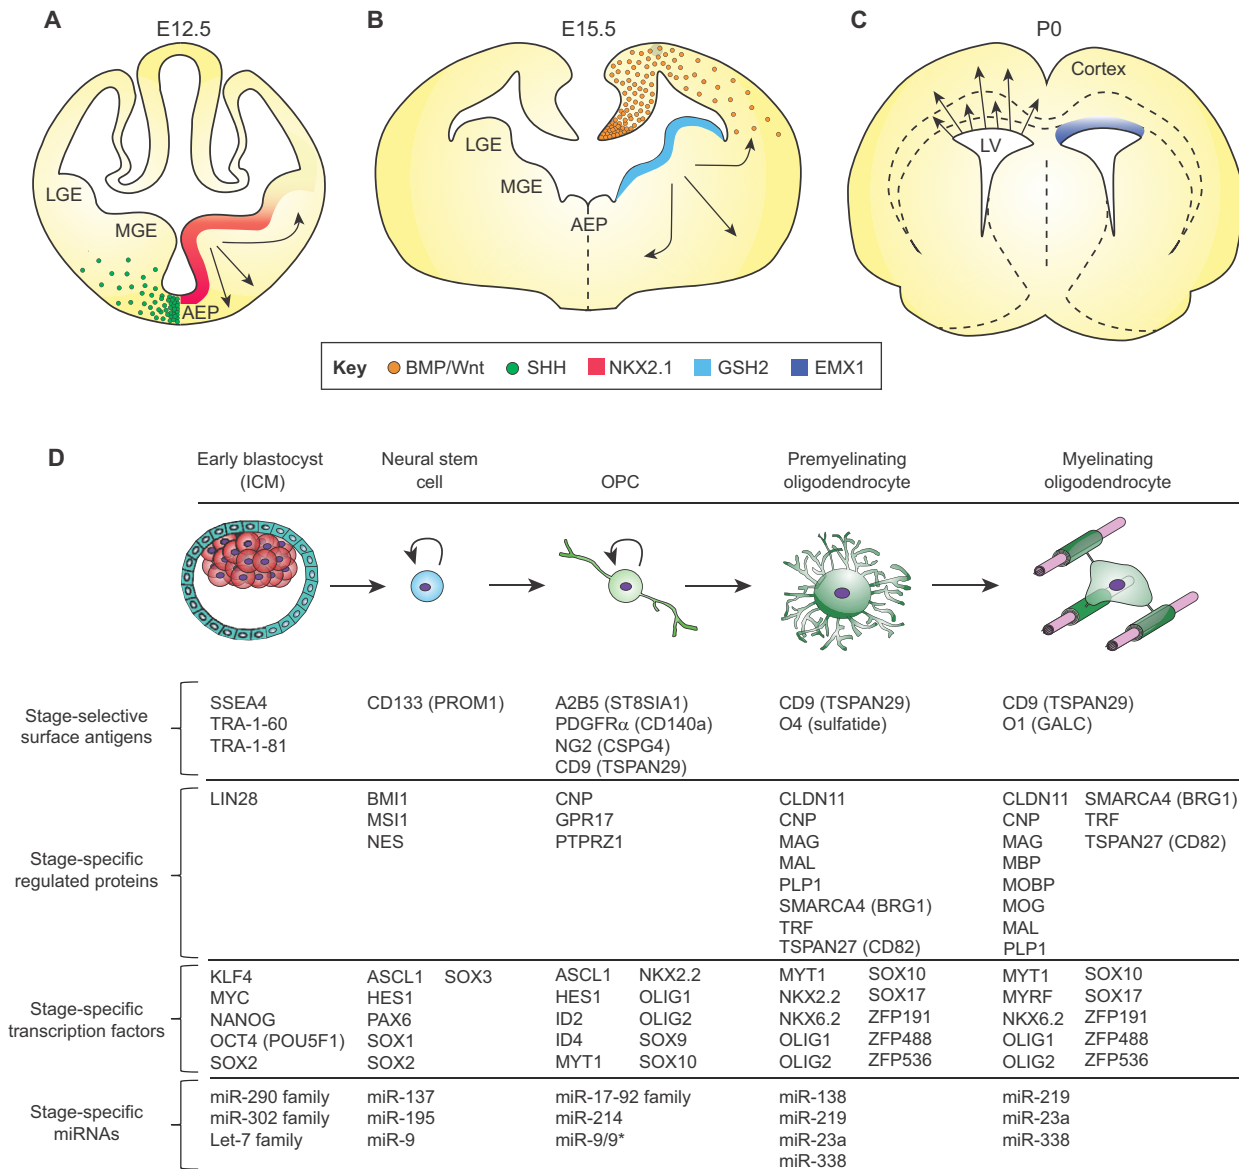 A
E12.5
LGE
MGE
AEP
B
E15.5
LGE
MGE
AEP
C
P0
Cortex
LV
Key BMP/Wnt SHH NKX2.1 GSH2 EMX1
D
Early blastocyst
(ICM)
Neural stem
cell
OPC
Premyelinating
oligodendrocyte
Myelinating
oligodendrocyte
Stage-selective
surface antigens
SSEA4
TRA-1-60
TRA-1-81
CD133 (PROM1)
A2B5 (ST8SIA1)
PDGFRα (CD140a)
NG2 (CSPG4)
CD9 (TSPAN29)
CD9 (TSPAN29)
O4 (sulfatide)
CD9 (TSPAN29)
O1 (GALC)
Stage-specific
regulated proteins
LIN28
BMI1
MSI1
NES
CNP
GPR17
PTPRZ1
CLDN11
CNP
MAG
MAL
PLP1
SMARCA4 (BRG1)
TRF
TSPAN27 (CD82)
CLDN11 SMARCA4 (BRG1)
CNP TRF
MAG TSPAN27 (CD82)
MBP
MOBP
MOG
MAL
PLP1
Stage-specific
transcription factors
KLF4
MYC
NANOG
OCT4 (POU5F1)
SOX2
ASCL1 SOX3
HES1
PAX6
SOX1
SOX2
ASCL1 NKX2.2
HES1 OLIG1
ID2 OLIG2
ID4 SOX9
MYT1 SOX10
MYT1 SOX10
NKX2.2 SOX17
NKX6.2 ZFP191
OLIG1 ZFP488
OLIG2 ZFP536
MYT1 SOX10
MYRF SOX17
NKX6.2 ZFP191
OLIG1 ZFP488
OLIG2 ZFP536
Stage-specific
miRNAs
miR-290 family
miR-302 family
Let-7 family
miR-137
miR-195
miR-9
miR-17-92 family
miR-214
miR-9/9*
miR-138
miR-219
miR-23a
miR-338
miR-219
miR-23a
miR-338